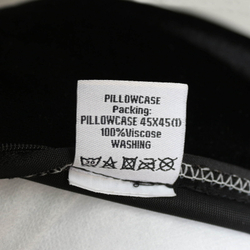 PILLOWCASE
Packing:
PILLOWCASE 45X45(1)
100%Viscose
WASHING